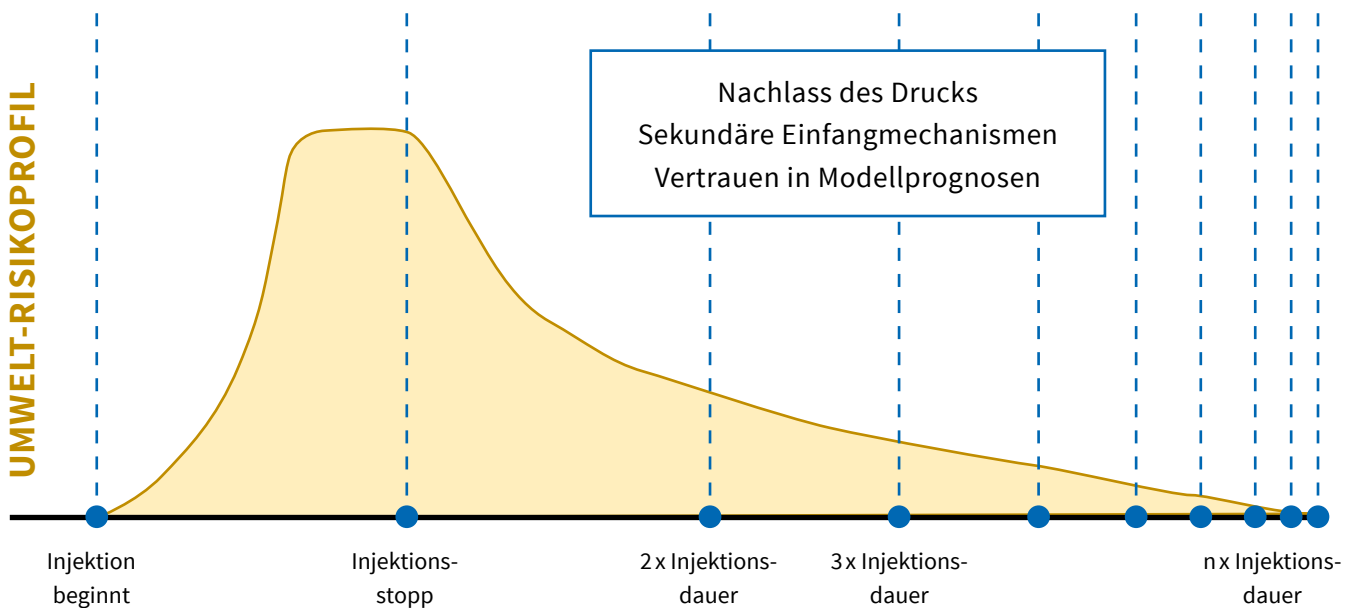 UMWELT-RISIKOPROFIL
Nachlass des Drucks
Sekundäre Einfangmechanismen
Vertrauen in Modellprognosen
Injektion
beginnt
Injektions-
stopp
2 x Injektions-
dauer
3 x Injektions-
dauer
n x Injektions-
dauer